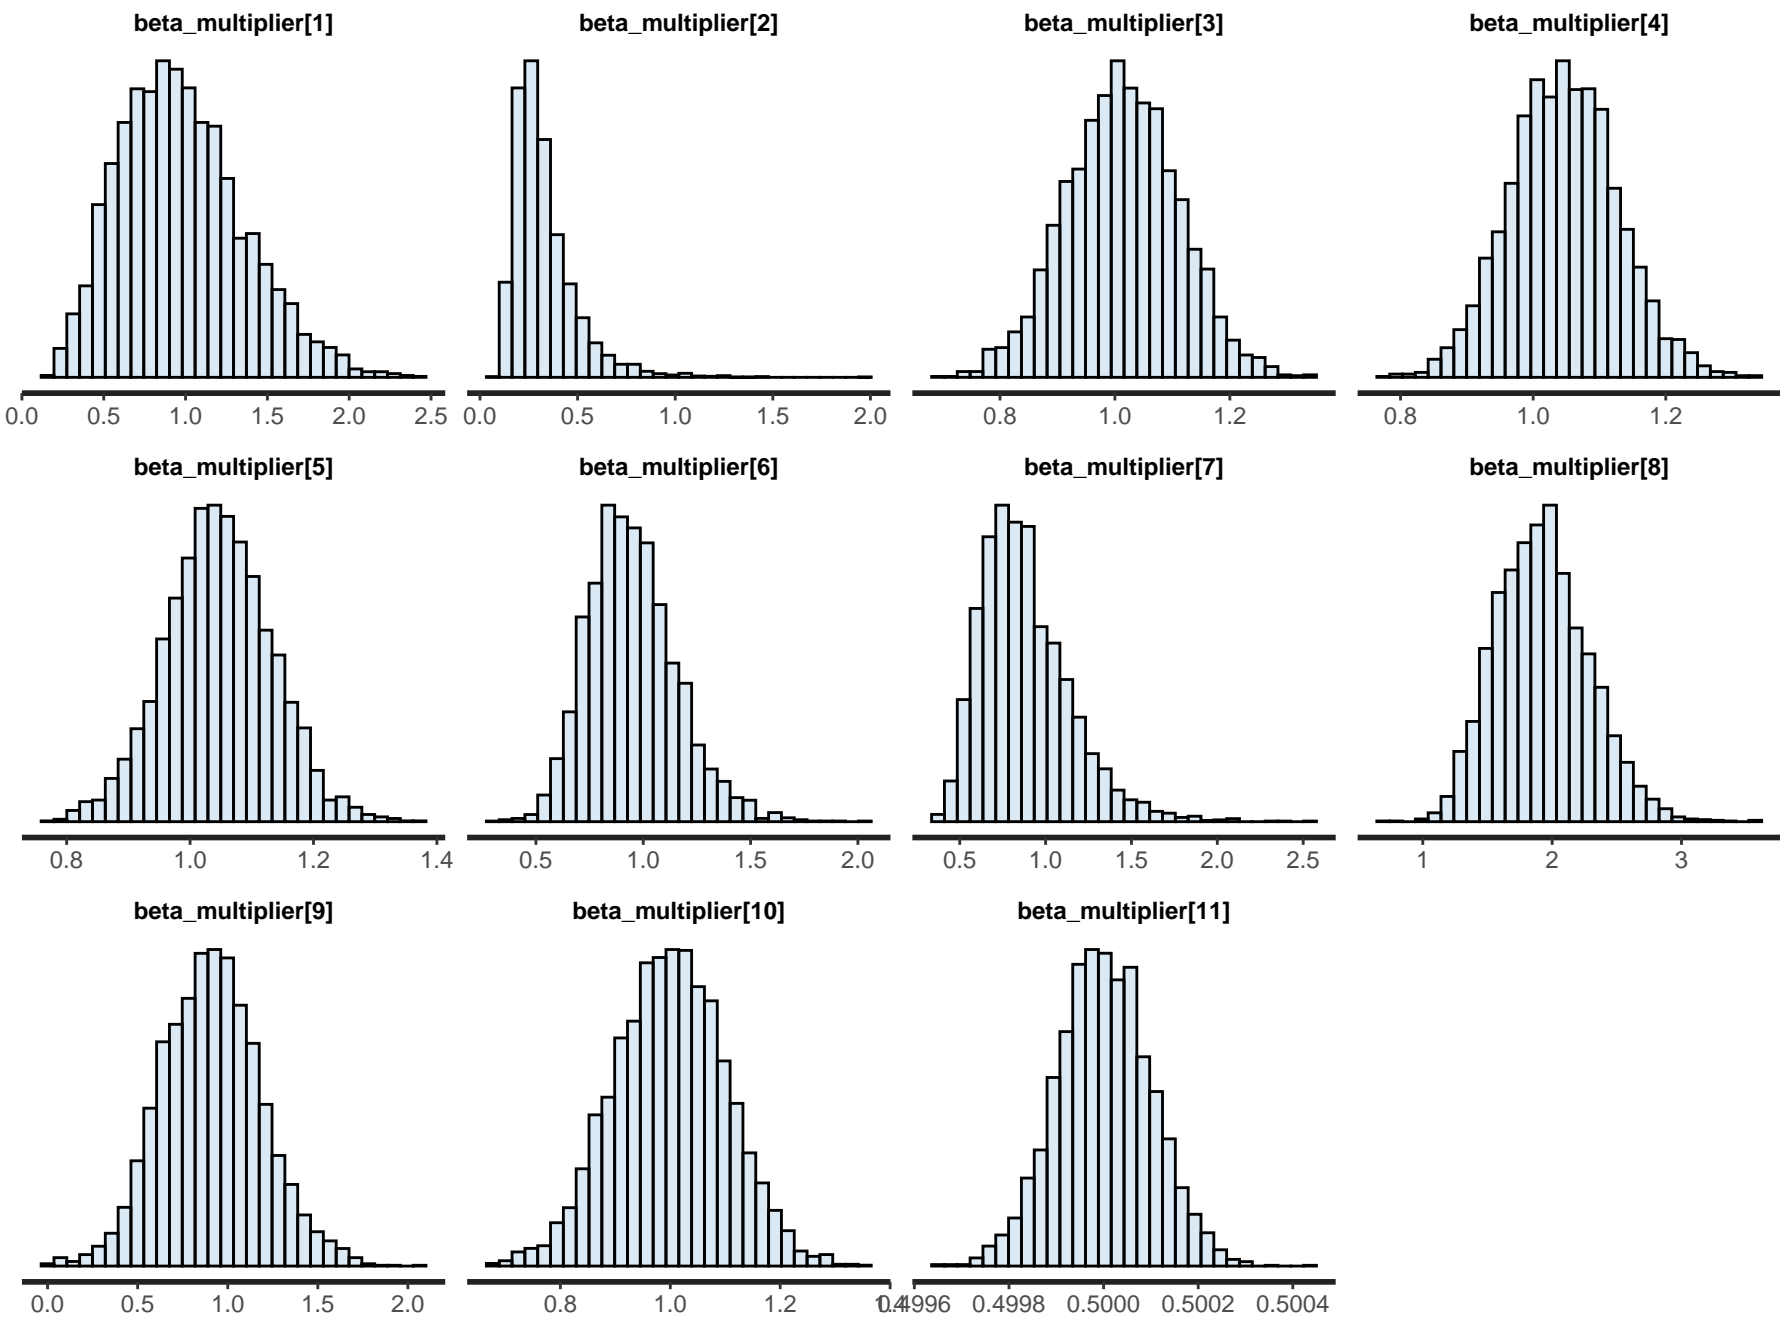 beta_multiplier[1] beta_multiplier[2] beta_multiplier[3] beta_multiplier[4]
0.0 0.5 1.0 1.5 2.0 2.5 0.0 0.5 1.0 1.5 2.0 0.8 1.0 1.2 0.8 1.0 1.2
beta_multiplier[5] beta_multiplier[6] beta_multiplier[7] beta_multiplier[8]
0.8 1.0 1.2 1.4 0.5 1.0 1.5 2.0 0.5 1.0 1.5 2.0 2.5 1 2 3
beta_multiplier[9] beta_multiplier[10] beta_multiplier[11]
0.0 0.5 1.0 1.5 2.0 0.8 1.0 1.2 1.4 0.4996 0.4998 0.5000 0.5002 0.5004